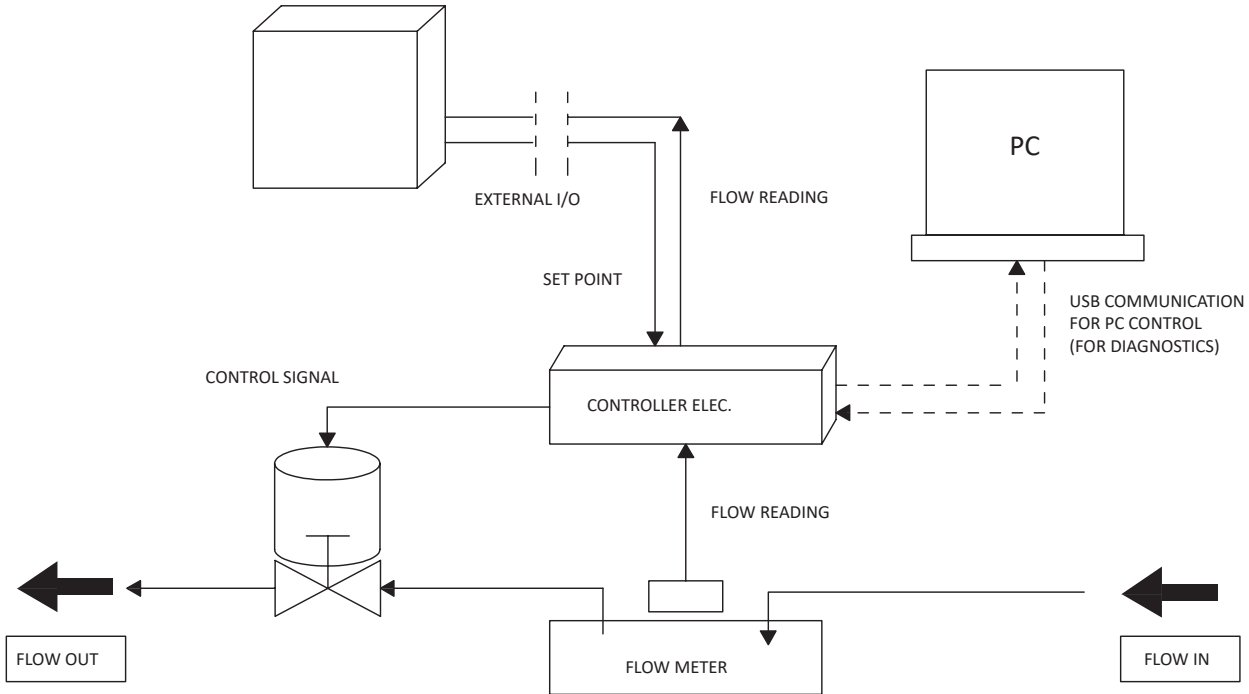 PC
EXTERNAL I/O
FLOW READING
SET POINT
USB COMMUNICATION
FOR PC CONTROL
(FOR DIAGNOSTICS)
CONTROL SIGNAL
CONTROLLER ELEC.
FLOW READING
FLOW OUT
FLOW METER
FLOW IN